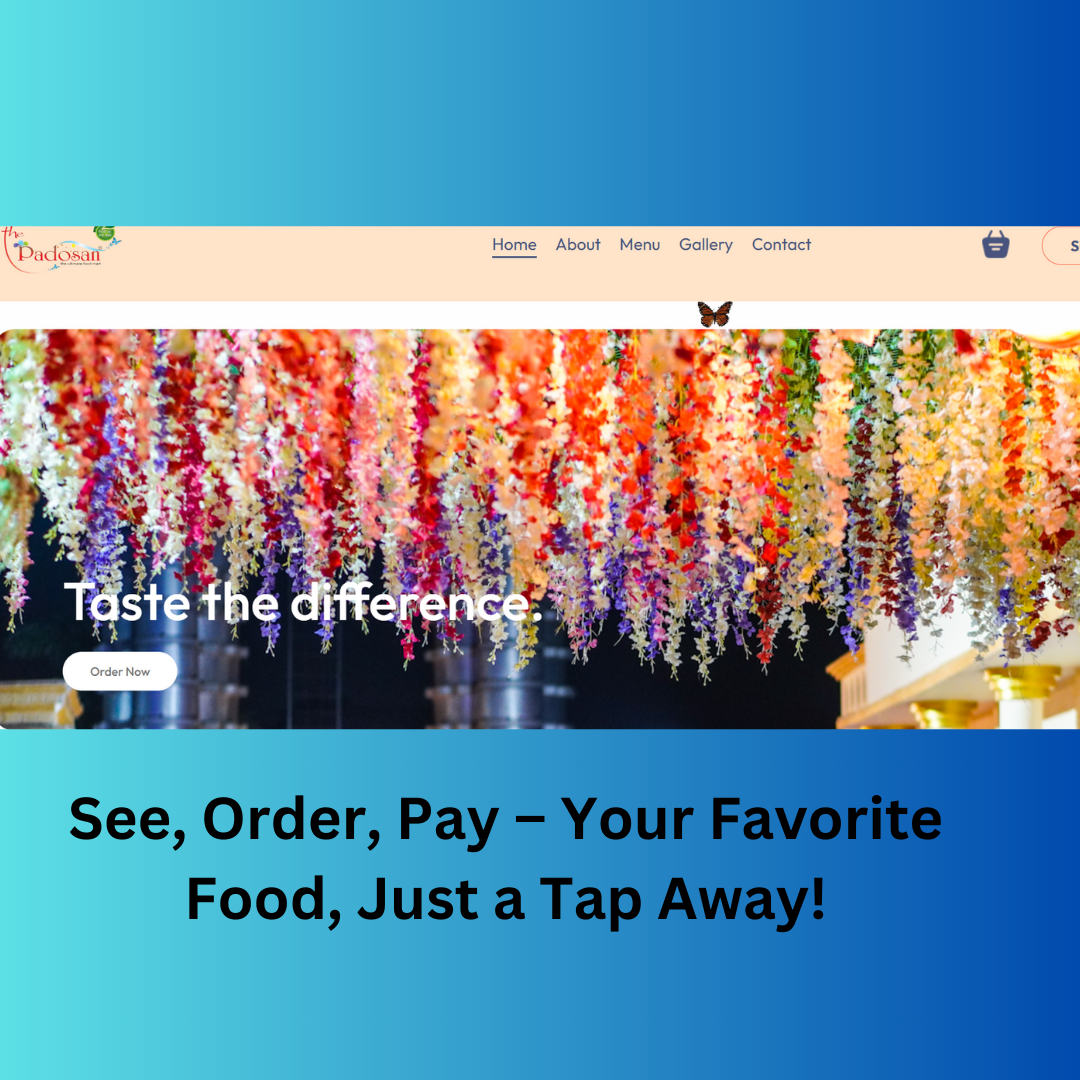 the
Padosan
Home About Menu Gallery Contact
S
Taste the difference.
Order Now
See, Order, Pay – Your Favorite
Food, Just a Tap Away!